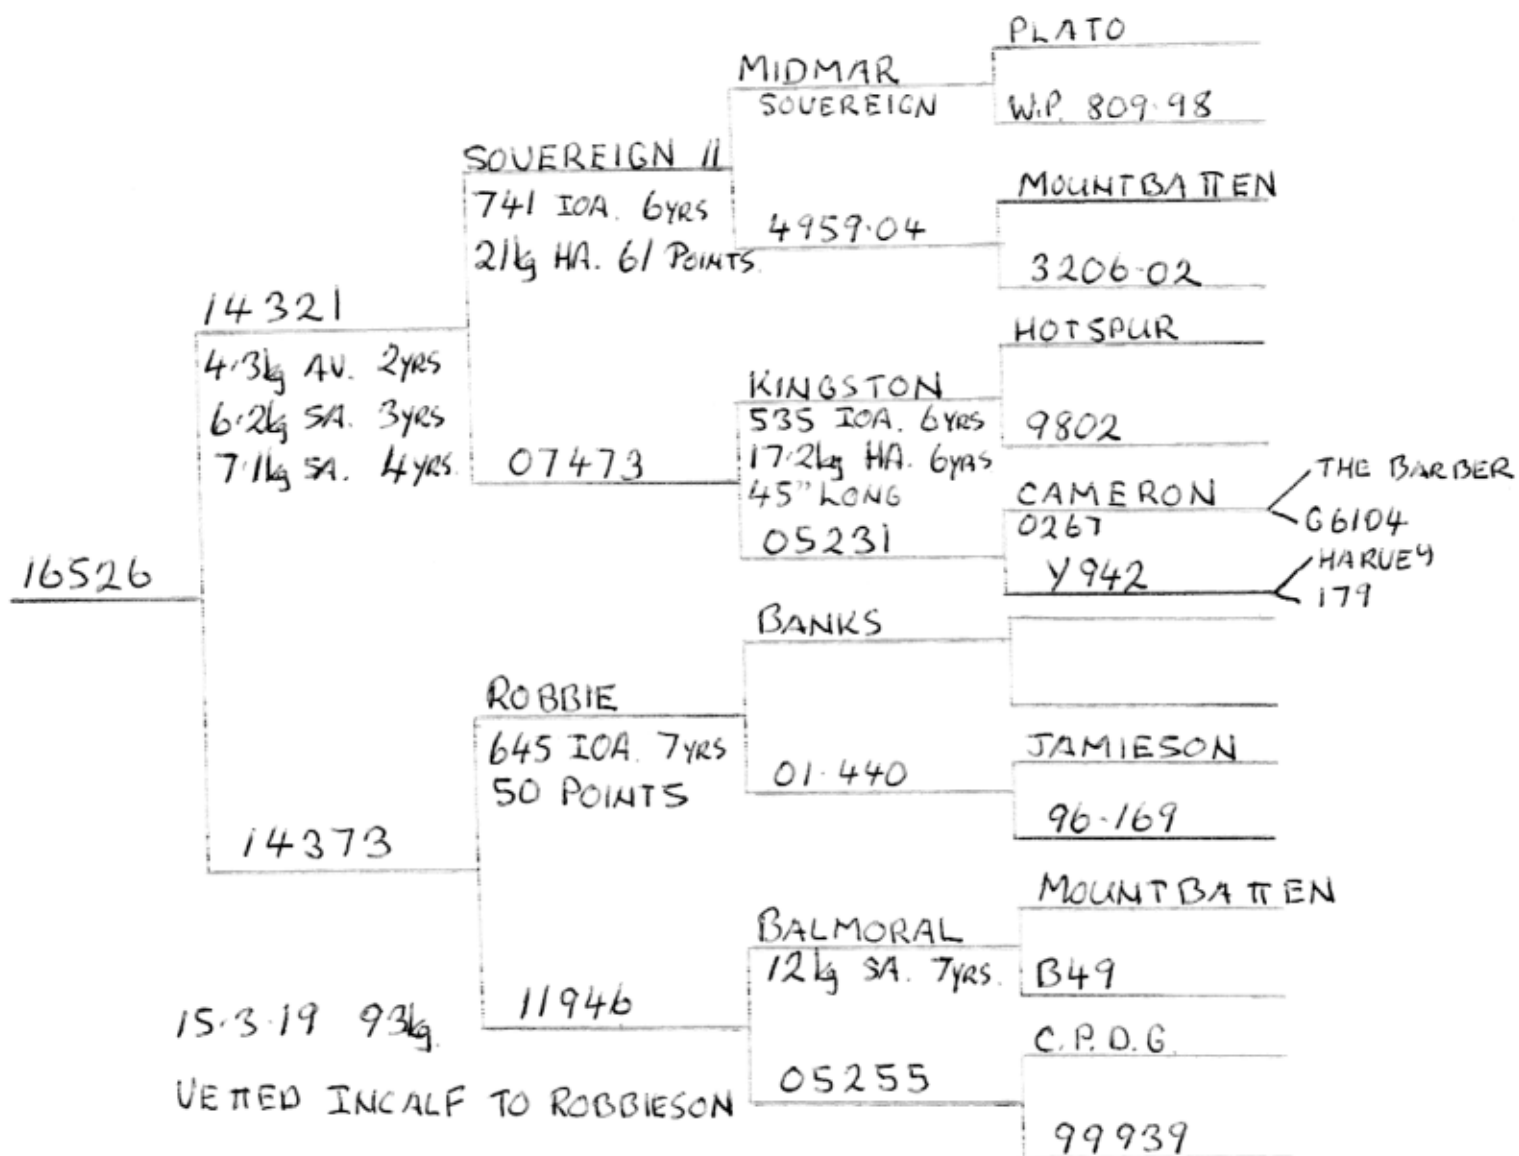 PLATO
MIDMAR
SOVEREIGN
W.P. 809.98
SOVEREIGN II
741 IOA. 6YRS
21kg HA. 61 POINTS.
MOUNTBATTEN
4959.04
3206-02
14321
4.3kg AV. 2YRS
6.2kg SA. 3YRS
7.1kg SA. 4YRS.
HOTSPUR
KINGSTON
535 IOA. 6YRS
17.2kg HA. 6YRS
45" LONG
9802
07473
CAMERON
0267
THE BARBER
G6104
05231
Y942
HARVEY
179
16526
BANKS
ROBBIE
645 IOA. 7YRS
50 POINTS
JAMIESON
01.440
96-169
14373
MOUNTBATTEN
BALMORAL
12kg SA. 7YRS.
B49
11946
C.P.D.G.
05255
99939
15.3.19 93kg.
VETTED INCALF TO ROBBIESON